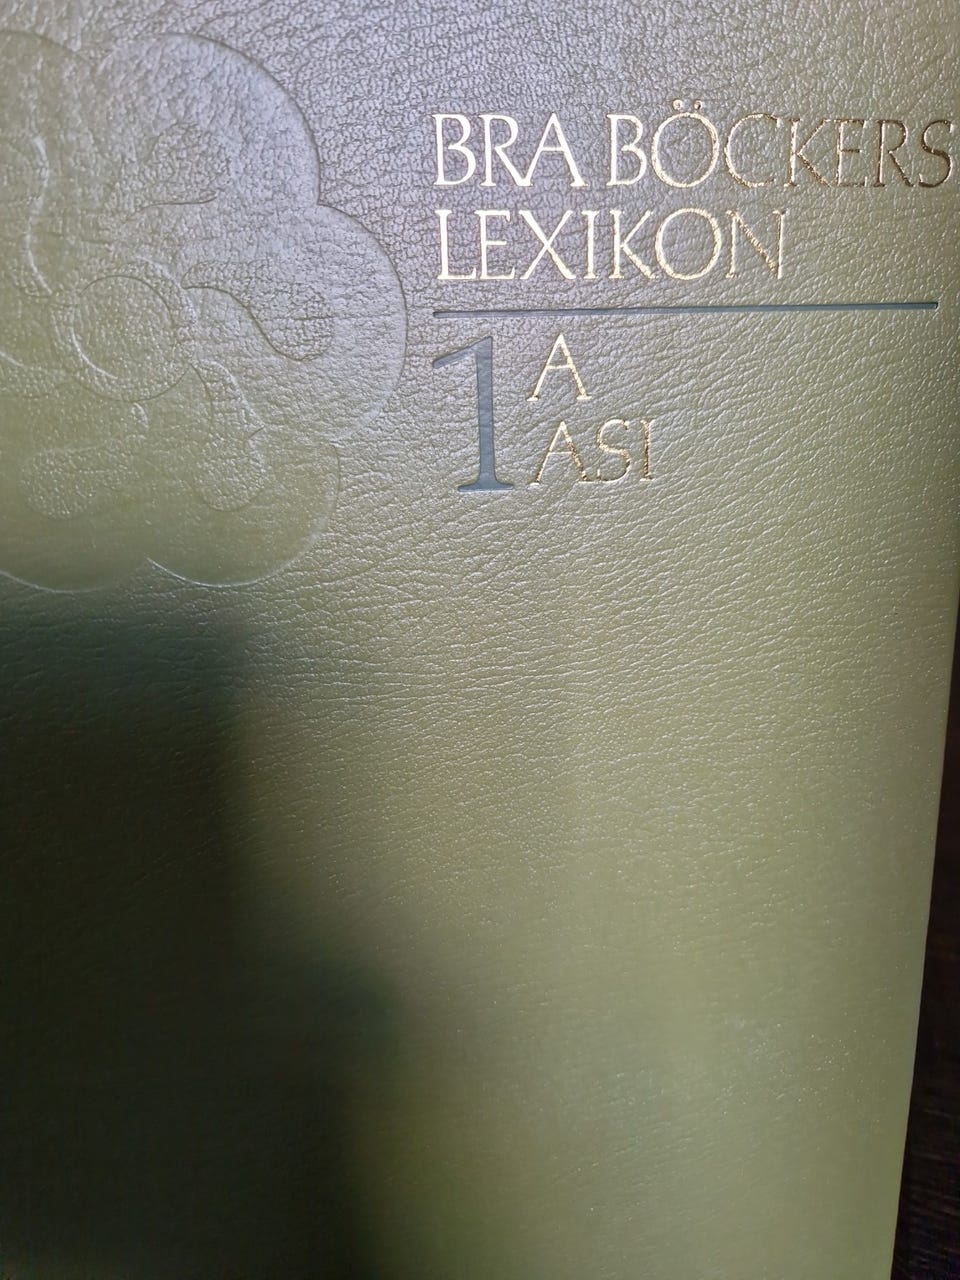 BRA BÖCKERS
LEXIKON
1 A
ASI